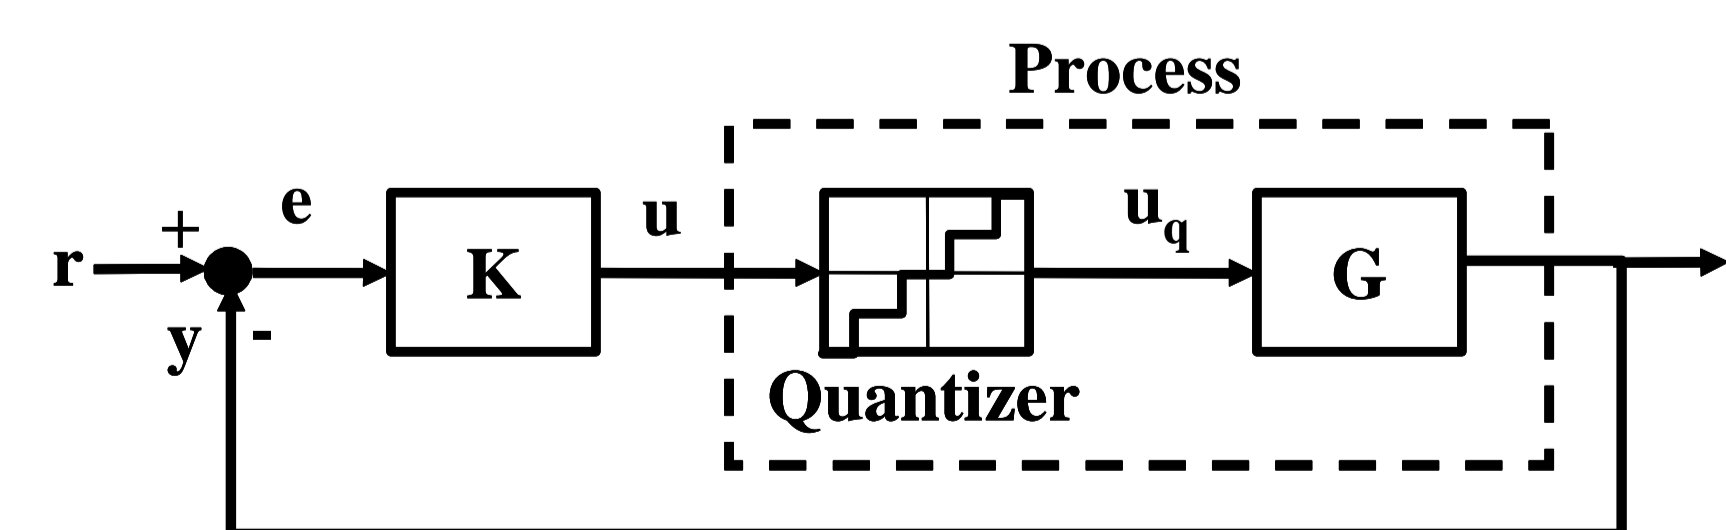 Process
e
u
u_q
+
r
K
G
y
-
Quantizer